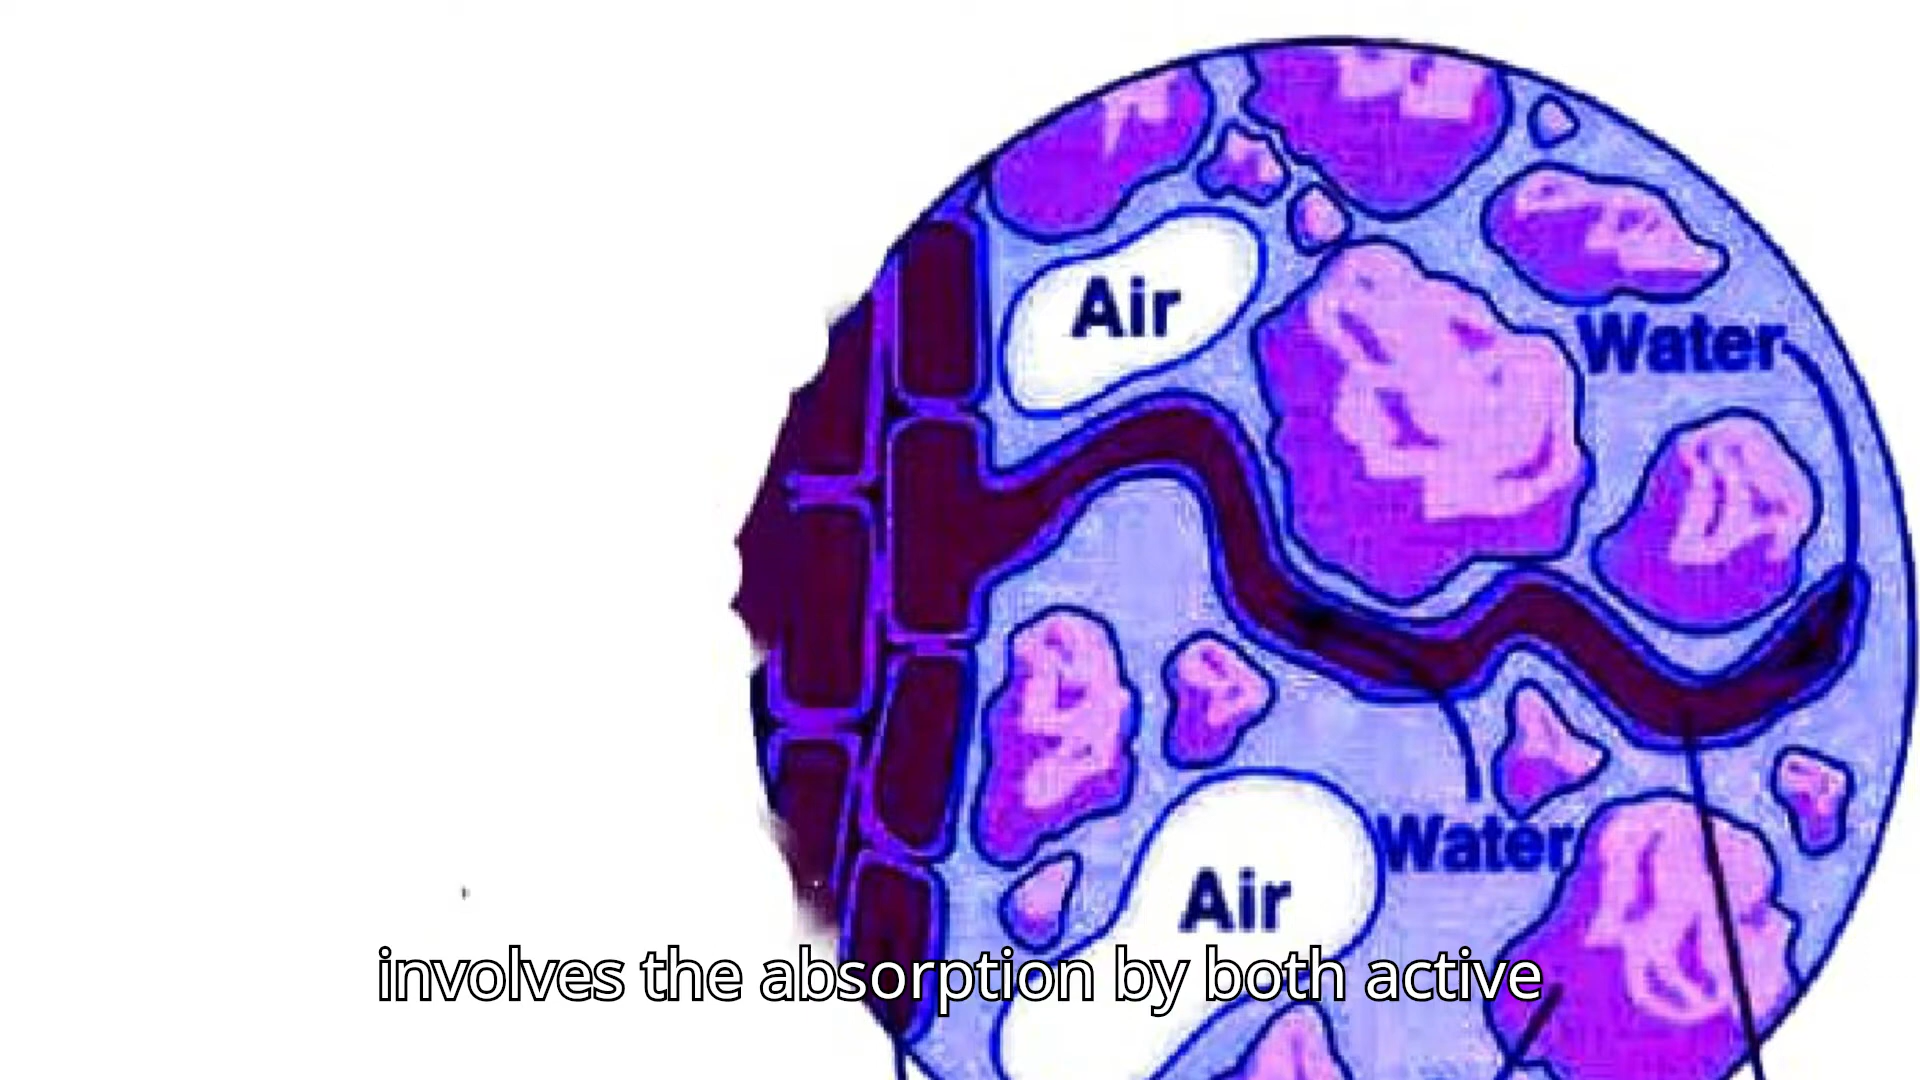 Air
Water
Water
Air
involves the absorption by both active